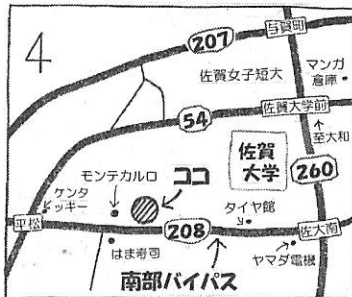 4
207
与賀町
佐賀女子短大
マンガ
倉庫
54
佐賀大学前
至大和
佐賀
大学
260
モンテカルロ
ココ
ケンタ
ッキー
タイヤ館
平松
208
佐大南
はま寿司
ヤマダ電機
南部バイパス